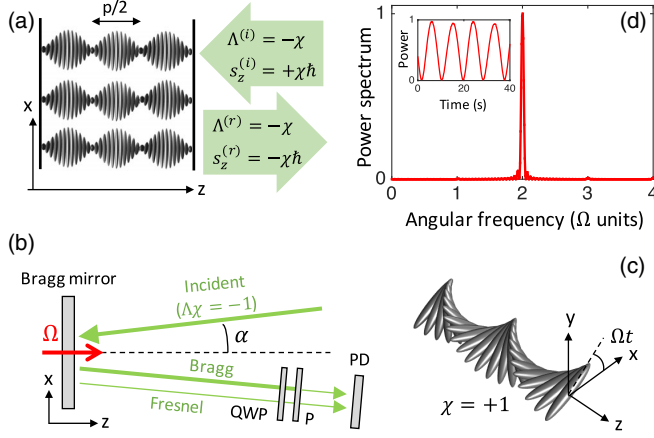 (a)
p/2
x
z
Λ⁽ⁱ⁾ = −χ
s_z⁽ⁱ⁾ = +χℏ
Λ⁽ʳ⁾ = −χ
s_z⁽ʳ⁾ = −χℏ
(d)
Power spectrum
1
0
0
1
2
3
4
Angular frequency (Ω units)
Power
1
0
0
20
40
Time (s)
(b)
Bragg mirror
Ω
x
z
Incident
(Λχ = −1)
α
Bragg
Fresnel
QWP
P
PD
(c)
y
Ωt
x
z
χ = +1